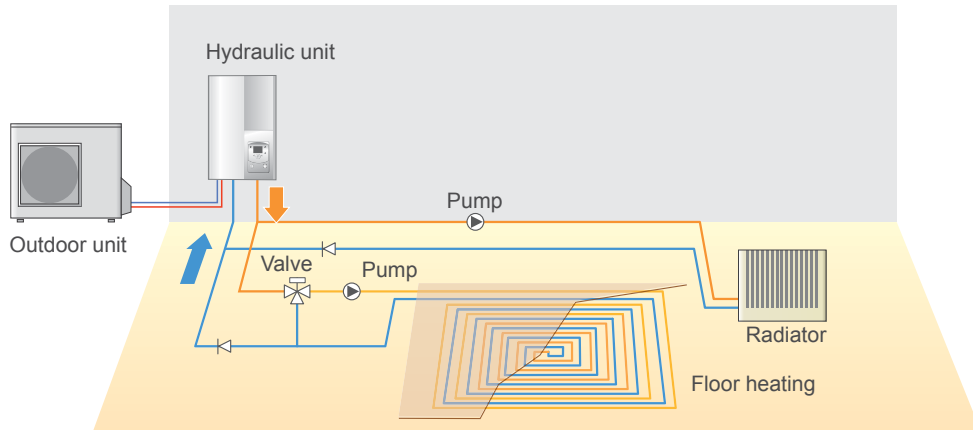 Hydraulic unit
Outdoor unit
Pump
Valve
Pump
Radiator
Floor heating